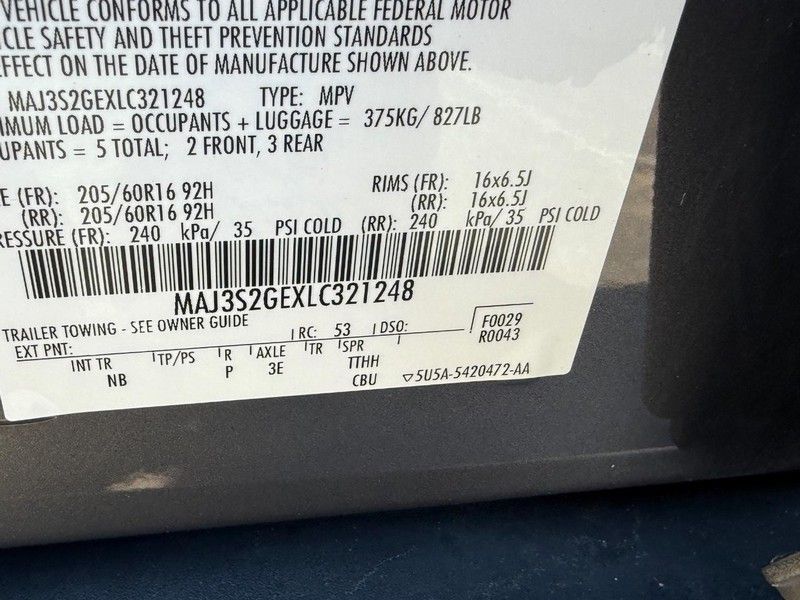 VEHICLE CONFORMS TO ALL APPLICABLE FEDERAL MOTOR
CLE SAFETY AND THEFT PREVENTION STANDARDS
EFFECT ON THE DATE OF MANUFACTURE SHOWN ABOVE.
MAJ3S2GEXLC321248 TYPE: MPV
IMUM LOAD = OCCUPANTS + LUGGAGE = 375KG/ 827LB
UPANTS = 5 TOTAL; 2 FRONT, 3 REAR
E (FR): 205/60R16 92H RIMS (FR): 16x6.5J
(RR): 205/60R16 92H (RR): 16x6.5J
RESSURE (FR): 240 kPa/ 35 PSI COLD (RR): 240 kPa/ 35 PSI COLD
MAJ3S2GEXLC321248
TRAILER TOWING - SEE OWNER GUIDE
EXT PNT: RC: 53 DSO: F0029
R0043
INT TR TP/PS R AXLE TR SPR
NB P 3E TTHH
CBU 5U5A-5420472-AA